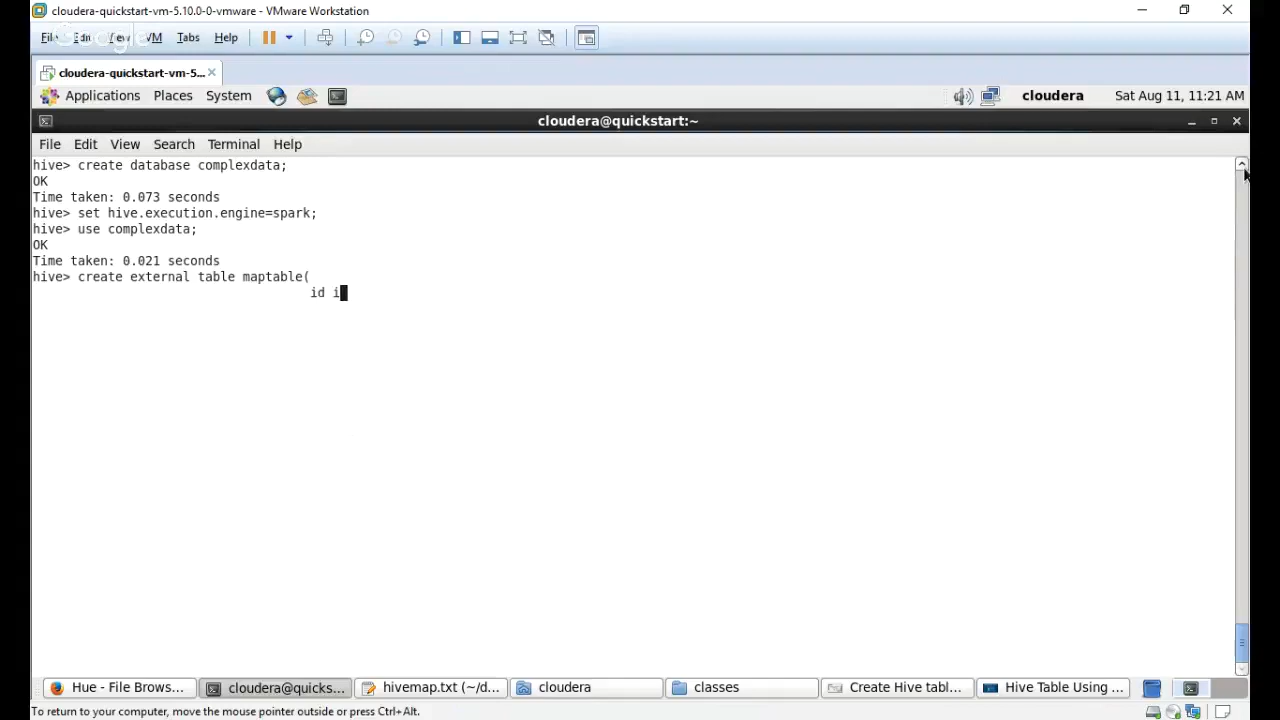 cloudera-quickstart-vm-5.10.0-0-vmware - VMware Workstation
File Edit View VM Tabs Help
Google
cloudera-quickstart-vm-5...
Applications Places System cloudera Sat Aug 11, 11:21 AM
cloudera@quickstart:~
File Edit View Search Terminal Help
hive> create database complexdata;
OK
Time taken: 0.073 seconds
hive> set hive.execution.engine=spark;
hive> use complexdata;
OK
Time taken: 0.021 seconds
hive> create external table maptable(
id i
Hue - File Brows... cloudera@quicks... hivemap.txt (~/d... cloudera classes Create Hive tabl... Hive Table Using ...
To return to your computer, move the mouse pointer outside or press Ctrl+Alt.